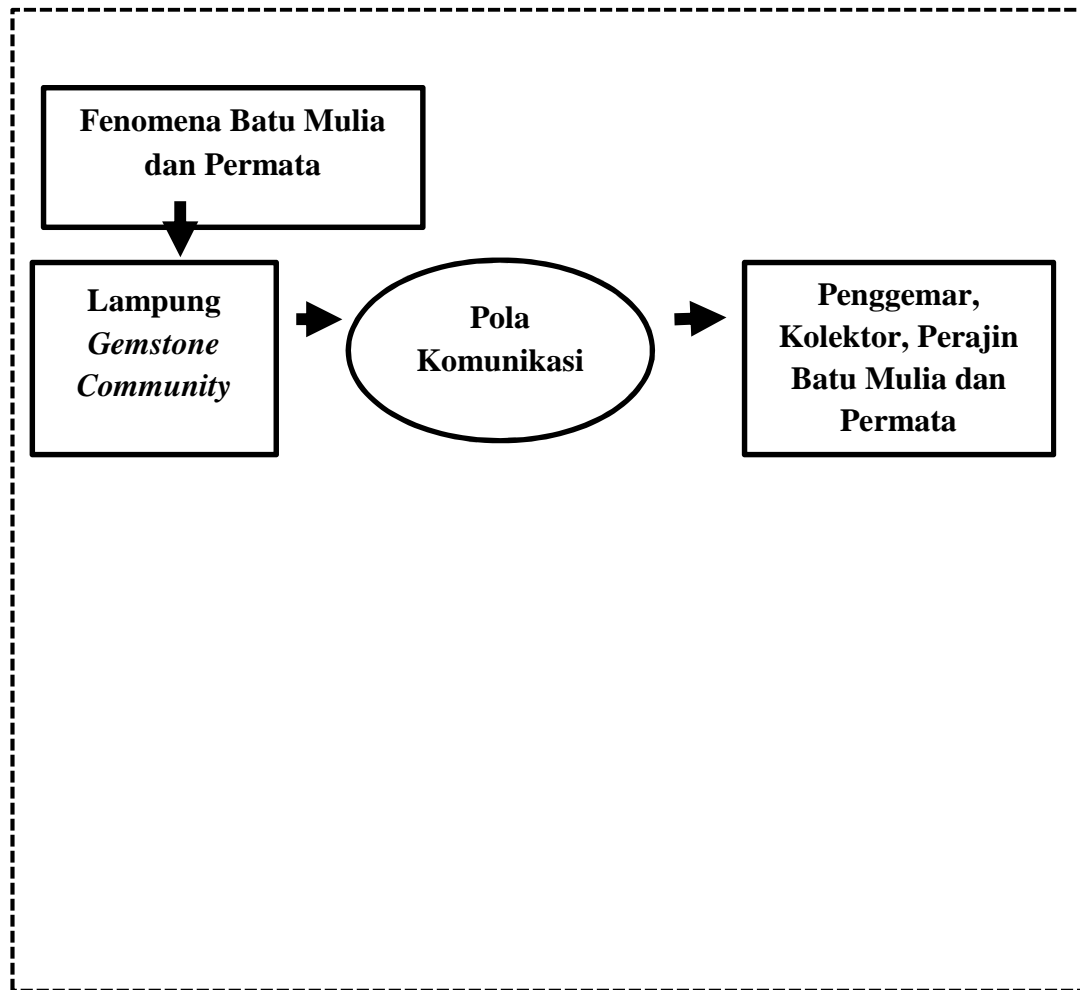 Fenomena Batu Mulia
dan Permata
Lampung
Gemstone
Community
Pola
Komunikasi
Penggemar,
Kolektor, Perajin
Batu Mulia dan
Permata